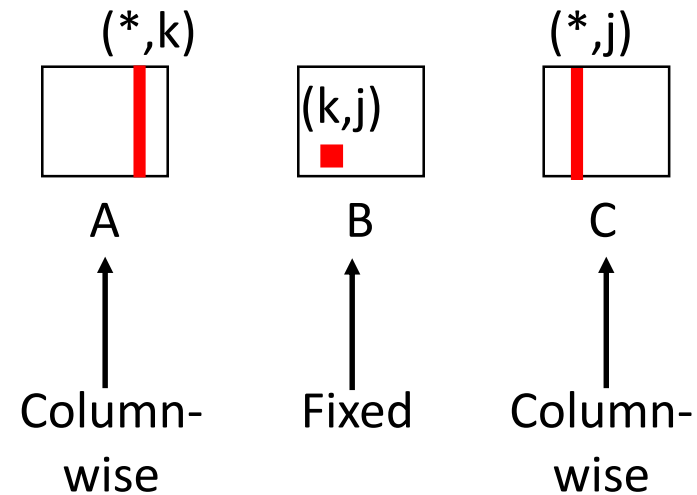 (*,k)
(*,j)
(k,j)
A
B
C
Column-
wise
Fixed
Column-
wise